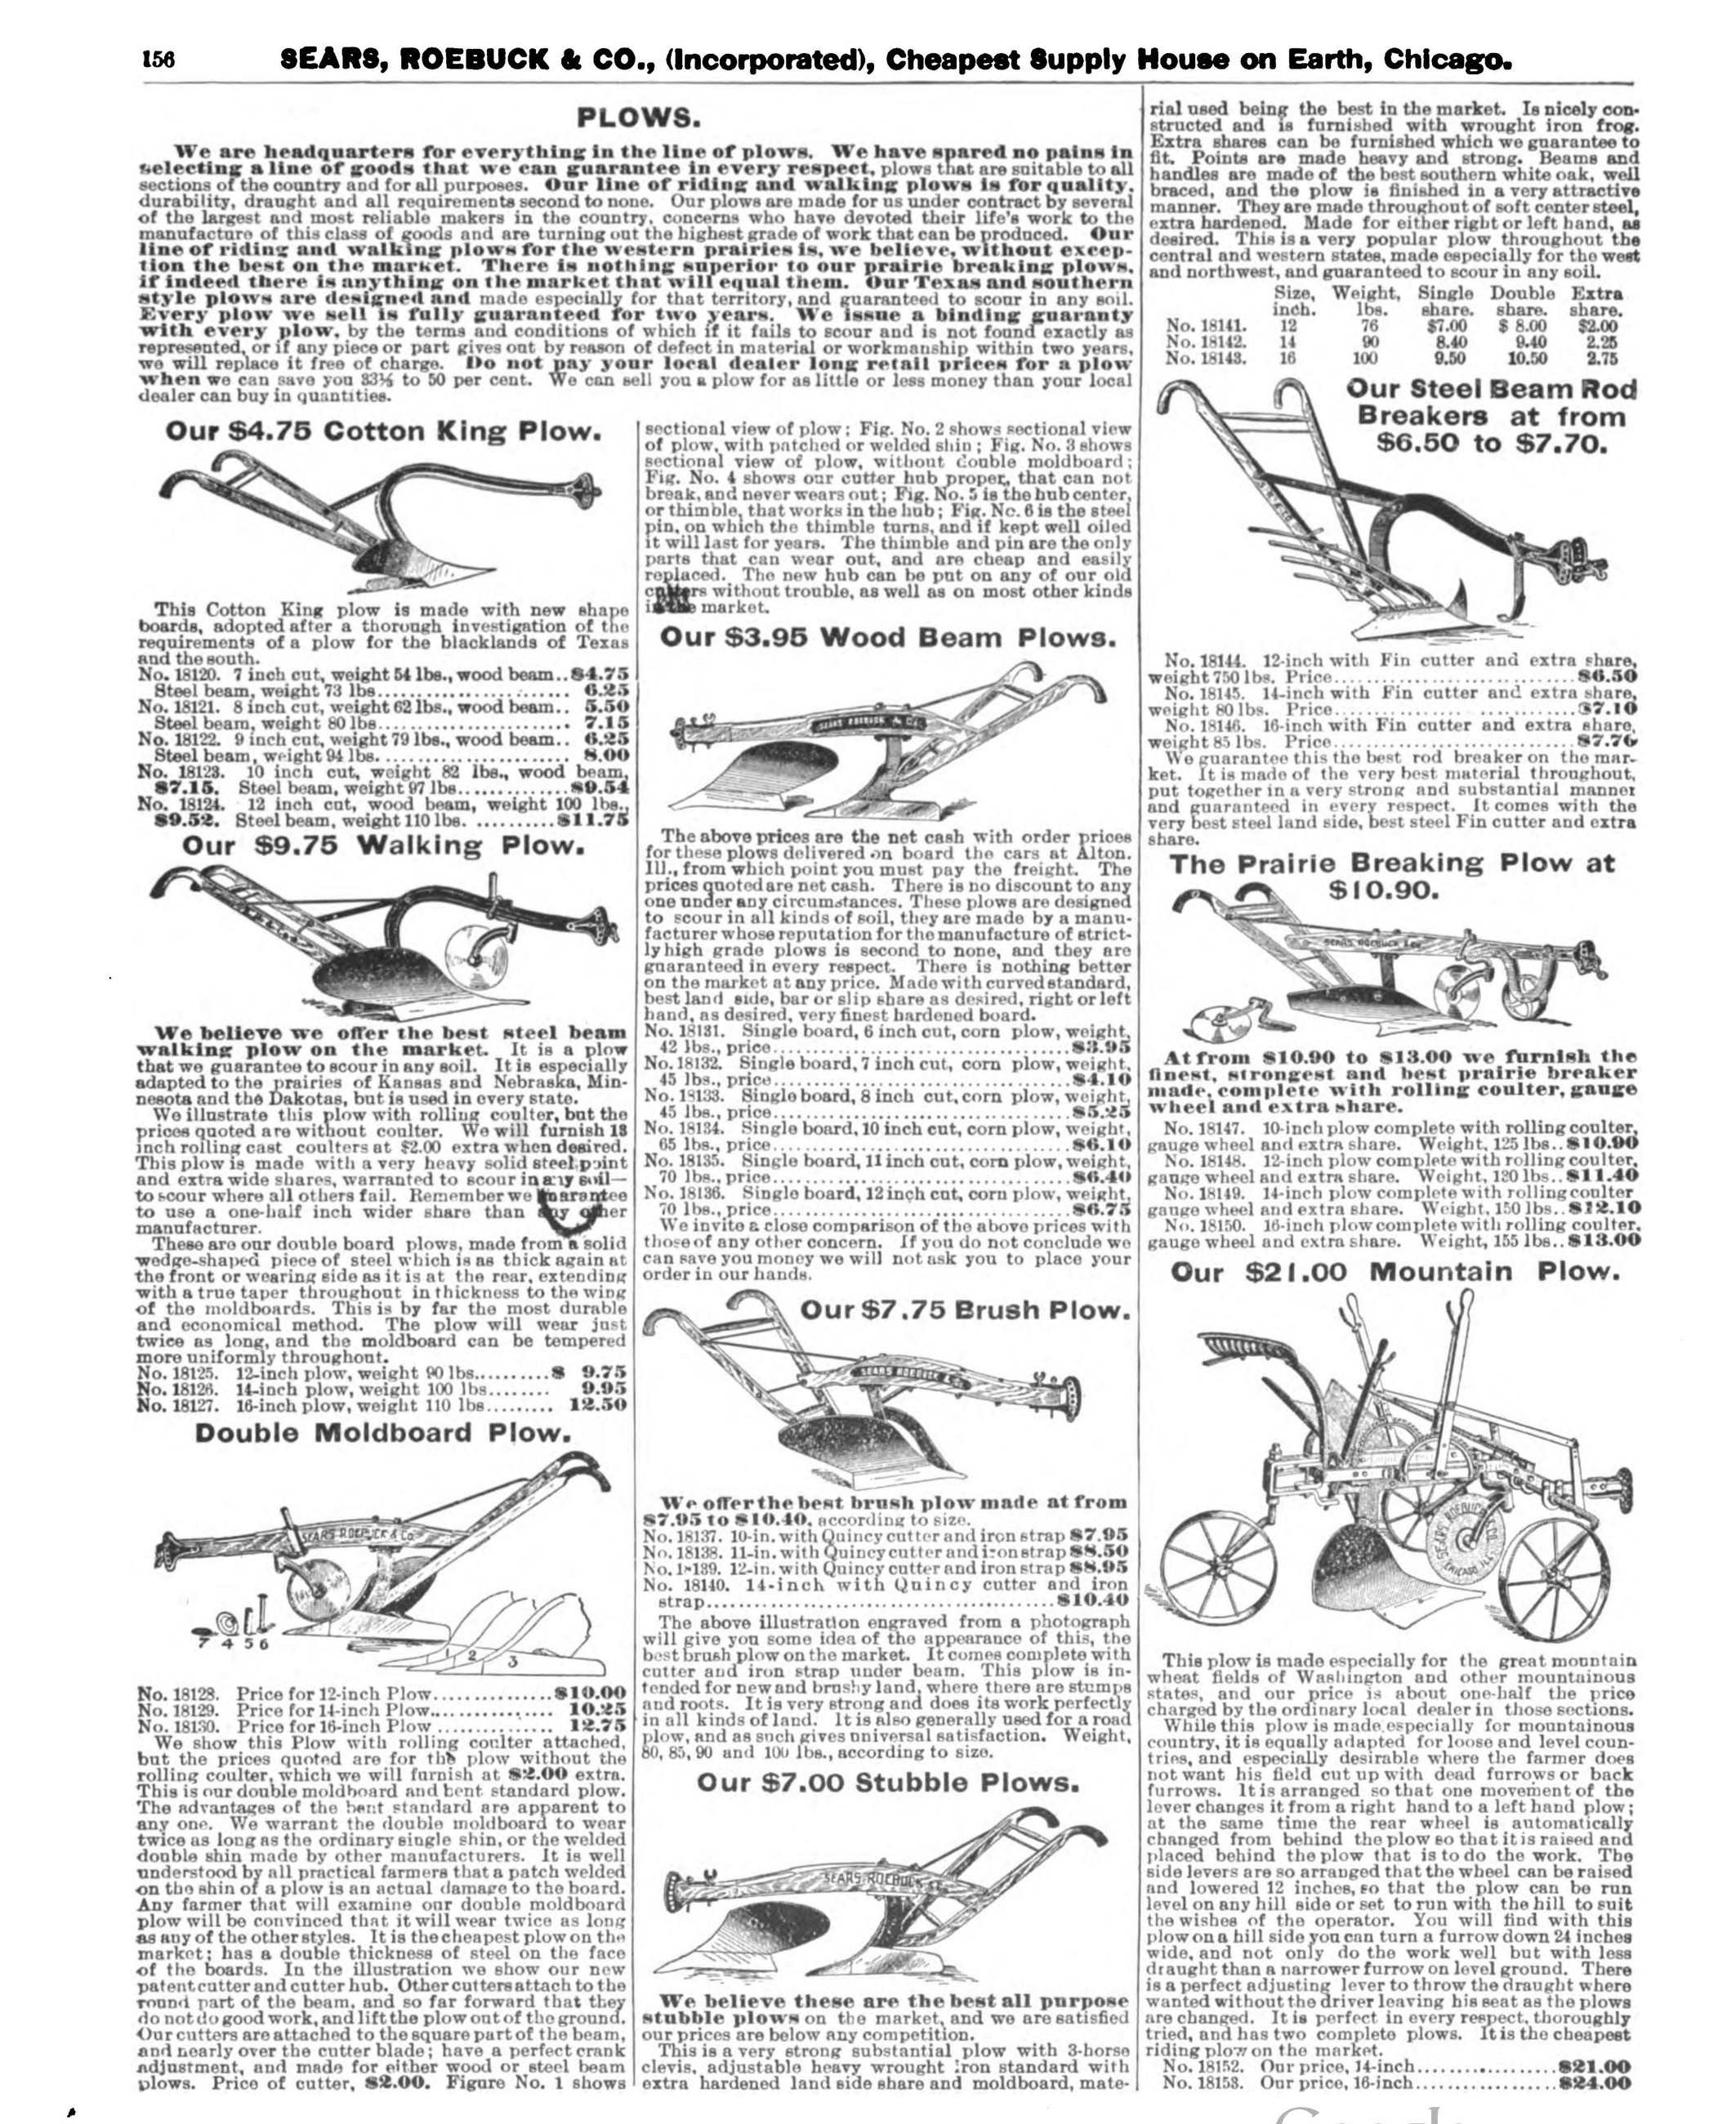 156
SEARS, ROEBUCK & CO., (Incorporated), Cheapest Supply House on Earth, Chicago.
PLOWS.
We are headquarters for everything in the line of plows. We have spared no pains in
selecting a line of goods that we can guarantee in every respect, plows that are suitable to all
sections of the country and for all purposes. Our line of riding and walking plows is for quality,
durability, draught and all requirements second to none. Our plows are made for us under contract by several
of the largest and most reliable makers in the country, concerns who have devoted their life's work to the
manufacture of this class of goods and are turning out the highest grade of work that can be produced. Our
line of riding and walking plows for the western prairies is, we believe, without excep-
tion the best on the market. There is nothing superior to our prairie breaking plows,
if indeed there is anything on the market that will equal them. Our Texas and southern
style plows are designed and made especially for that territory, and guaranteed to scour in any soil.
Every plow we sell is fully guaranteed for two years. We issue a binding guaranty
with every plow, by the terms and conditions of which if it fails to scour and is not found exactly as
represented, or if any piece or part gives out by reason of defect in material or workmanship within two years,
we will replace it free of charge. Do not pay your local dealer long retail prices for a plow
when we can save you 33⅓ to 50 per cent. We can sell you a plow for as little or less money than your local
dealer can buy in quantities.
Our $4.75 Cotton King Plow.
This Cotton King plow is made with new shape
boards, adopted after a thorough investigation of the
requirements of a plow for the blacklands of Texas
and the south.
No. 18120. 7 inch cut, weight 54 lbs., wood beam..$4.75
Steel beam, weight 73 lbs........................ 6.25
No. 18121. 8 inch cut, weight 62 lbs., wood beam.. 5.50
Steel beam, weight 80 lbs........................ 7.15
No. 18122. 9 inch cut, weight 79 lbs., wood beam.. 6.25
Steel beam, weight 94 lbs........................ 8.00
No. 18123. 10 inch cut, weight 82 lbs., wood beam,
$7.15. Steel beam, weight 97 lbs.............$9.54
No. 18124. 12 inch cut, wood beam, weight 100 lbs.,
$9.52. Steel beam, weight 110 lbs. ..........$11.75
Our $9.75 Walking Plow.
We believe we offer the best steel beam
walking plow on the market. It is a plow
that we guarantee to scour in any soil. It is especially
adapted to the prairies of Kansas and Nebraska, Min-
nesota and the Dakotas, but is used in every state.
We illustrate this plow with rolling coulter, but the
prices quoted are without coulter. We will furnish 13
inch rolling cast coulters at $2.00 extra when desired.
This plow is made with a very heavy solid steel point
and extra wide shares, warranted to scour in any soil—
to scour where all others fail. Remember we guarantee
to use a one-half inch wider share than any other
manufacturer.
These are our double board plows, made from a solid
wedge-shaped piece of steel which is as thick again at
the front or wearing side as it is at the rear, extending
with a true taper throughout in thickness to the wing
of the moldboards. This is by far the most durable
and economical method. The plow will wear just
twice as long, and the moldboard can be tempered
more uniformly throughout.
No. 18125. 12-inch plow, weight 90 lbs..........$ 9.75
No. 18126. 14-inch plow, weight 100 lbs........ 9.95
No. 18127. 16-inch plow, weight 110 lbs......... 12.50
Double Moldboard Plow.
SEARS ROEBUCK & Co
7 4 5 6
1 2 3
No. 18128. Price for 12-inch Plow...............$10.00
No. 18129. Price for 14-inch Plow................ 10.25
No. 18130. Price for 16-inch Plow ............... 12.75
We show this Plow with rolling coulter attached,
but the prices quoted are for the plow without the
rolling coulter, which we will furnish at $2.00 extra.
This is our double moldboard and bent standard plow.
The advantages of the bent standard are apparent to
any one. We warrant the double moldboard to wear
twice as long as the ordinary single shin, or the welded
double shin made by other manufacturers. It is well
understood by all practical farmers that a patch welded
on the shin of a plow is an actual damage to the board.
Any farmer that will examine our double moldboard
plow will be convinced that it will wear twice as long
as any of the other styles. It is the cheapest plow on the
market; has a double thickness of steel on the face
of the boards. In the illustration we show our new
patent cutter and cutter hub. Other cutters attach to the
round part of the beam, and so far forward that they
do not do good work, and lift the plow out of the ground.
Our cutters are attached to the square part of the beam,
and nearly over the cutter blade; have a perfect crank
adjustment, and made for either wood or steel beam
plows. Price of cutter, $2.00. Figure No. 1 shows
sectional view of plow; Fig. No. 2 shows sectional view
of plow, with patched or welded shin; Fig. No. 3 shows
sectional view of plow, without double moldboard;
Fig. No. 4 shows our cutter hub proper, that can not
break, and never wears out; Fig. No. 5 is the hub center,
or thimble, that works in the hub; Fig. No. 6 is the steel
pin, on which the thimble turns, and if kept well oiled
it will last for years. The thimble and pin are the only
parts that can wear out, and are cheap and easily
replaced. The new hub can be put on any of our old
cutters without trouble, as well as on most other kinds
in the market.
Our $3.95 Wood Beam Plows.
SEARS ROEBUCK & Co.
The above prices are the net cash with order prices
for these plows delivered on board the cars at Alton.
Ill., from which point you must pay the freight. The
prices quoted are net cash. There is no discount to any
one under any circumstances. These plows are designed
to scour in all kinds of soil, they are made by a manu-
facturer whose reputation for the manufacture of strict-
ly high grade plows is second to none, and they are
guaranteed in every respect. There is nothing better
on the market at any price. Made with curved standard,
best land side, bar or slip share as desired, right or left
hand, as desired, very finest hardened board.
No. 18131. Single board, 6 inch cut, corn plow, weight,
42 lbs., price.....................................$3.95
No. 18132. Single board, 7 inch cut, corn plow, weight,
45 lbs., price.....................................$4.10
No. 18133. Single board, 8 inch cut, corn plow, weight,
45 lbs., price.....................................$5.25
No. 18134. Single board, 10 inch cut, corn plow, weight,
65 lbs., price.....................................$6.10
No. 18135. Single board, 11 inch cut, corn plow, weight,
70 lbs., price.....................................$6.40
No. 18136. Single board, 12 inch cut, corn plow, weight,
70 lbs., price.....................................$6.75
We invite a close comparison of the above prices with
those of any other concern. If you do not conclude we
can save you money we will not ask you to place your
order in our hands.
Our $7.75 Brush Plow.
SEARS ROEBUCK & Co.
We offer the best brush plow made at from
$7.95 to $10.40, according to size.
No. 18137. 10-in. with Quincy cutter and iron strap $7.95
No. 18138. 11-in. with Quincy cutter and iron strap $8.50
No. 18139. 12-in. with Quincy cutter and iron strap $8.95
No. 18140. 14-inch with Quincy cutter and iron
strap...........................................$10.40
The above illustration engraved from a photograph
will give you some idea of the appearance of this, the
best brush plow on the market. It comes complete with
cutter and iron strap under beam. This plow is in-
tended for new and brushy land, where there are stumps
and roots. It is very strong and does its work perfectly
in all kinds of land. It is also generally used for a road
plow, and as such gives universal satisfaction. Weight,
80, 85, 90 and 100 lbs., according to size.
Our $7.00 Stubble Plows.
SEARS ROEBUCK & Co.
We believe these are the best all purpose
stubble plows on the market, and we are satisfied
our prices are below any competition.
This is a very strong substantial plow with 3-horse
clevis, adjustable heavy wrought iron standard with
extra hardened land side share and moldboard, mate-
rial used being the best in the market. Is nicely con-
structed and is furnished with wrought iron frog.
Extra shares can be furnished which we guarantee to
fit. Points are made heavy and strong. Beams and
handles are made of the best southern white oak, well
braced, and the plow is finished in a very attractive
manner. They are made throughout of soft center steel,
extra hardened. Made for either right or left hand, as
desired. This is a very popular plow throughout the
central and western states, made especially for the west
and northwest, and guaranteed to scour in any soil.
Size, Weight, Single Double Extra
inch. lbs. share. share. share.
No. 18141. 12 76 $7.00 $ 8.00 $2.00
No. 18142. 14 90 8.40 9.40 2.25
No. 18143. 16 100 9.50 10.50 2.75
Our Steel Beam Rod
Breakers at from
$6.50 to $7.70.
No. 18144. 12-inch with Fin cutter and extra share,
weight 750 lbs. Price..............................$6.50
No. 18145. 14-inch with Fin cutter and extra share,
weight 80 lbs. Price...............................$7.10
No. 18146. 16-inch with Fin cutter and extra share,
weight 85 lbs. Price...............................$7.70
We guarantee this the best rod breaker on the mar-
ket. It is made of the very best material throughout,
put together in a very strong and substantial manner
and guaranteed in every respect. It comes with the
very best steel land side, best steel Fin cutter and extra
share.
The Prairie Breaking Plow at
$10.90.
SEARS ROEBUCK & Co.
At from $10.90 to $13.00 we furnish the
finest, strongest and best prairie breaker
made, complete with rolling coulter, gauge
wheel and extra share.
No. 18147. 10-inch plow complete with rolling coulter,
gauge wheel and extra share. Weight, 125 lbs..$10.90
No. 18148. 12-inch plow complete with rolling coulter,
gauge wheel and extra share. Weight, 130 lbs..$11.40
No. 18149. 14-inch plow complete with rolling coulter
gauge wheel and extra share. Weight, 150 lbs..$12.10
No. 18150. 16-inch plow complete with rolling coulter,
gauge wheel and extra share. Weight, 155 lbs..$13.00
Our $21.00 Mountain Plow.
SEARS ROEBUCK & Co. CHICAGO
This plow is made especially for the great mountain
wheat fields of Washington and other mountainous
states, and our price is about one-half the price
charged by the ordinary local dealer in those sections.
While this plow is made especially for mountainous
country, it is equally adapted for loose and level coun-
tries, and especially desirable where the farmer does
not want his field cut up with dead furrows or back
furrows. It is arranged so that one movement of the
lever changes it from a right hand to a left hand plow;
at the same time the rear wheel is automatically
changed from behind the plow so that it is raised and
placed behind the plow that is to do the work. The
side levers are so arranged that the wheel can be raised
and lowered 12 inches, so that the plow can be run
level on any hill side or set to run with the hill to suit
the wishes of the operator. You will find with this
plow on a hill side you can turn a furrow down 24 inches
wide, and not only do the work well but with less
draught than a narrower furrow on level ground. There
is a perfect adjusting lever to throw the draught where
wanted without the driver leaving his seat as the plows
are changed. It is perfect in every respect, thoroughly
tried, and has two complete plows. It is the cheapest
riding plow on the market.
No. 18152. Our price, 14-inch..................$21.00
No. 18153. Our price, 16-inch..................$24.00